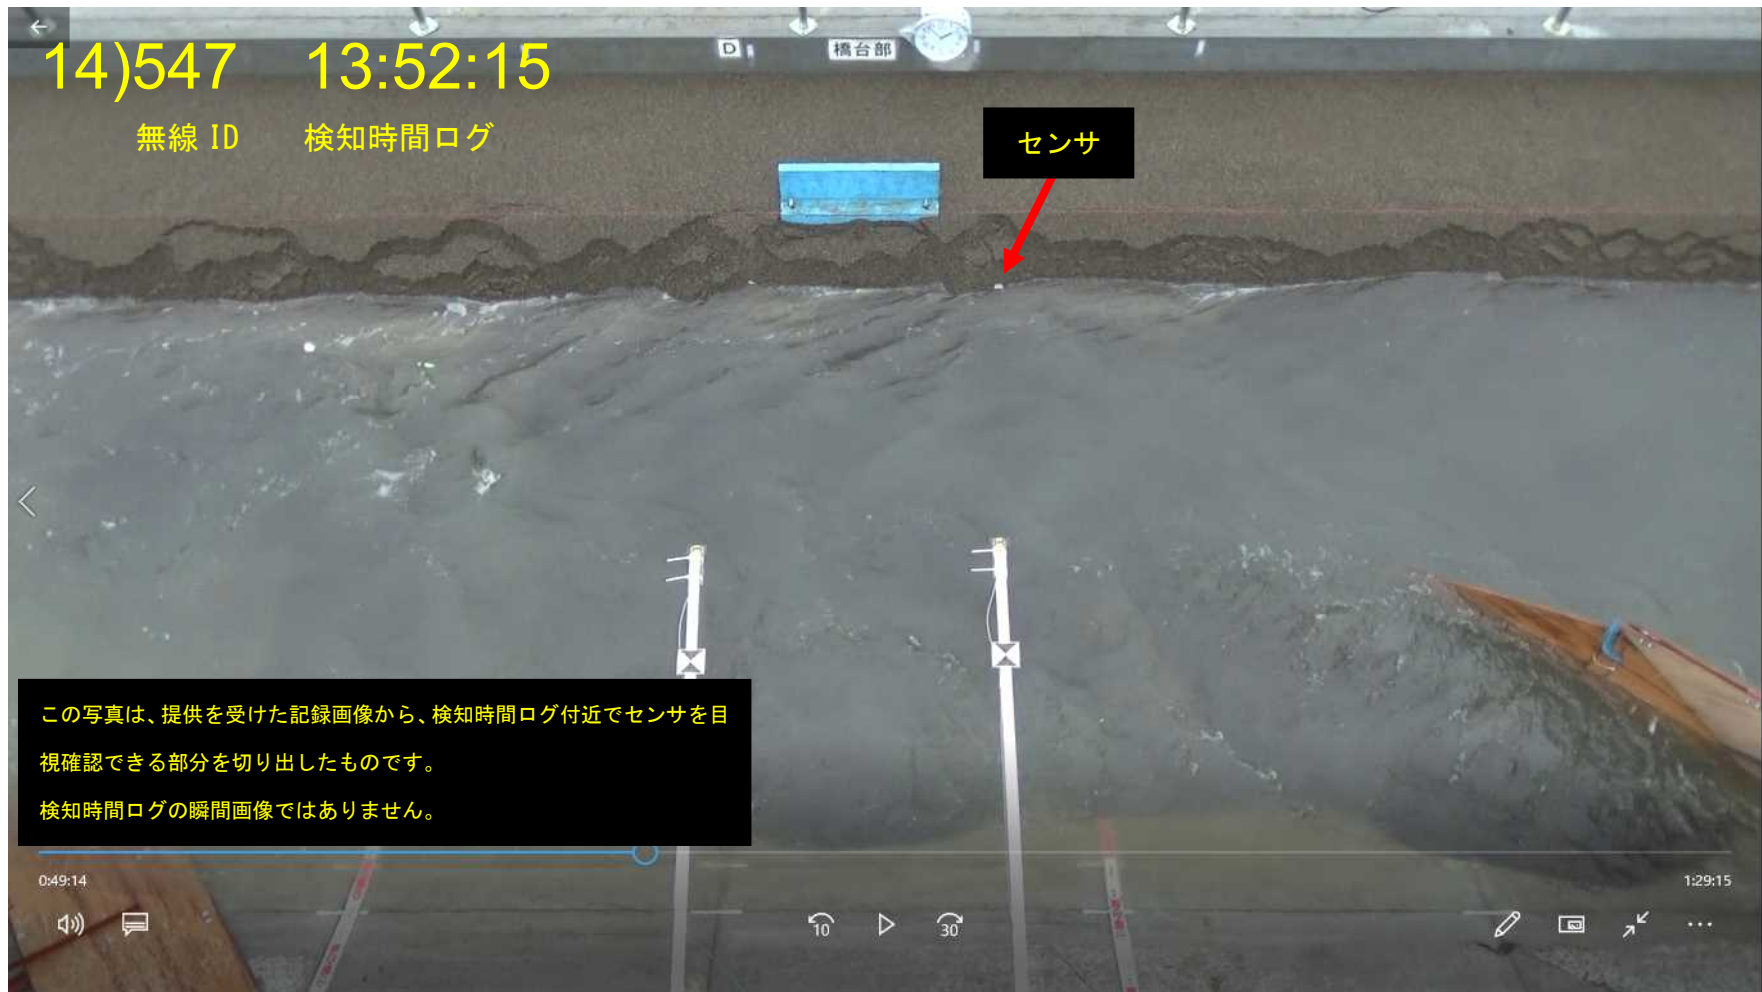 14)547 13:52:15
無線 ID 検知時間ログ
D
橋台部
センサ
この写真は、提供を受けた記録画像から、検知時間ログ付近でセンサを目
視確認できる部分を切り出したものです。
検知時間ログの瞬間画像ではありません。
0:49:14
1:29:15
10
30